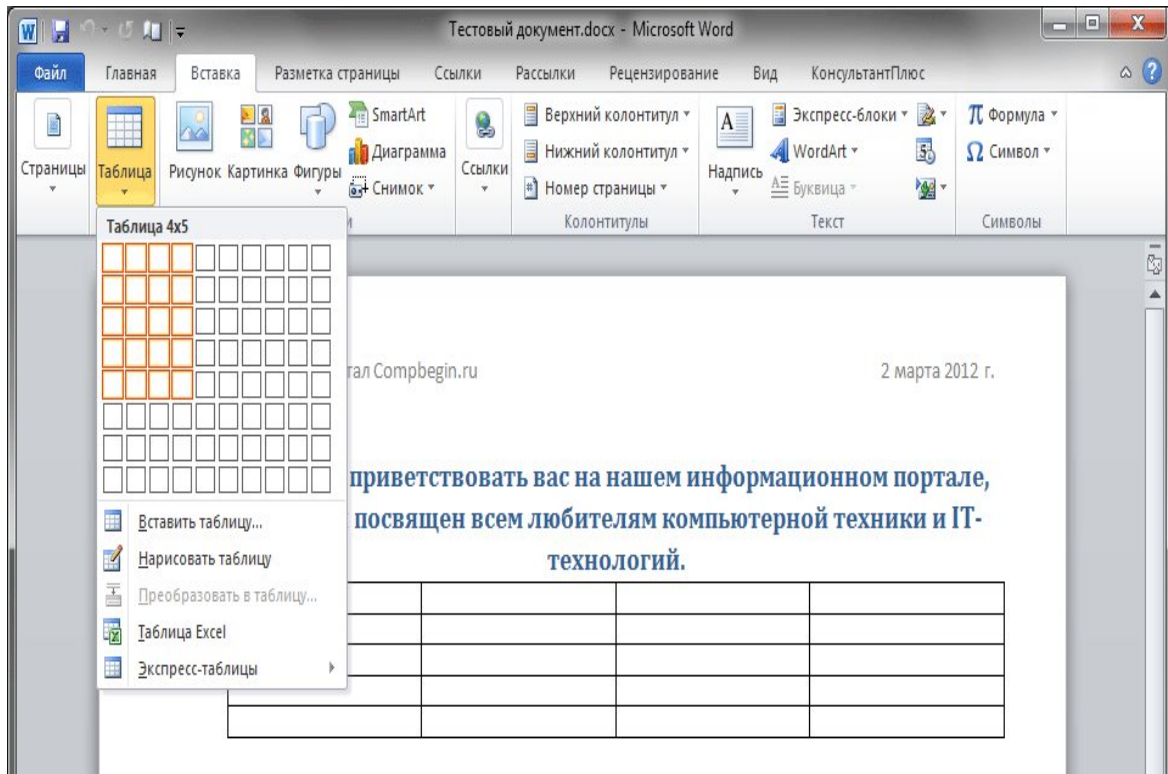 Тестовый документ.docx - Microsoft Word
Файл Главная Вставка Разметка страницы Ссылки Рассылки Рецензирование Вид КонсультантПлюс
Страницы
Таблица
Рисунок
Картинка
Фигуры
SmartArt
Диаграмма
Снимок
Ссылки
Верхний колонтитул
Нижний колонтитул
Номер страницы
Колонтитулы
Надпись
Экспресс-блоки
WordArt
Буквица
Текст
Формула
Символ
Символы
Таблица 4x5
Вставить таблицу...
Нарисовать таблицу
Преобразовать в таблицу...
Таблица Excel
Экспресс-таблицы
Compbegin.ru 2 марта 2012 г.
приветствовать вас на нашем информационном портале,
посвящен всем любителям компьютерной техники и IT-
технологий.